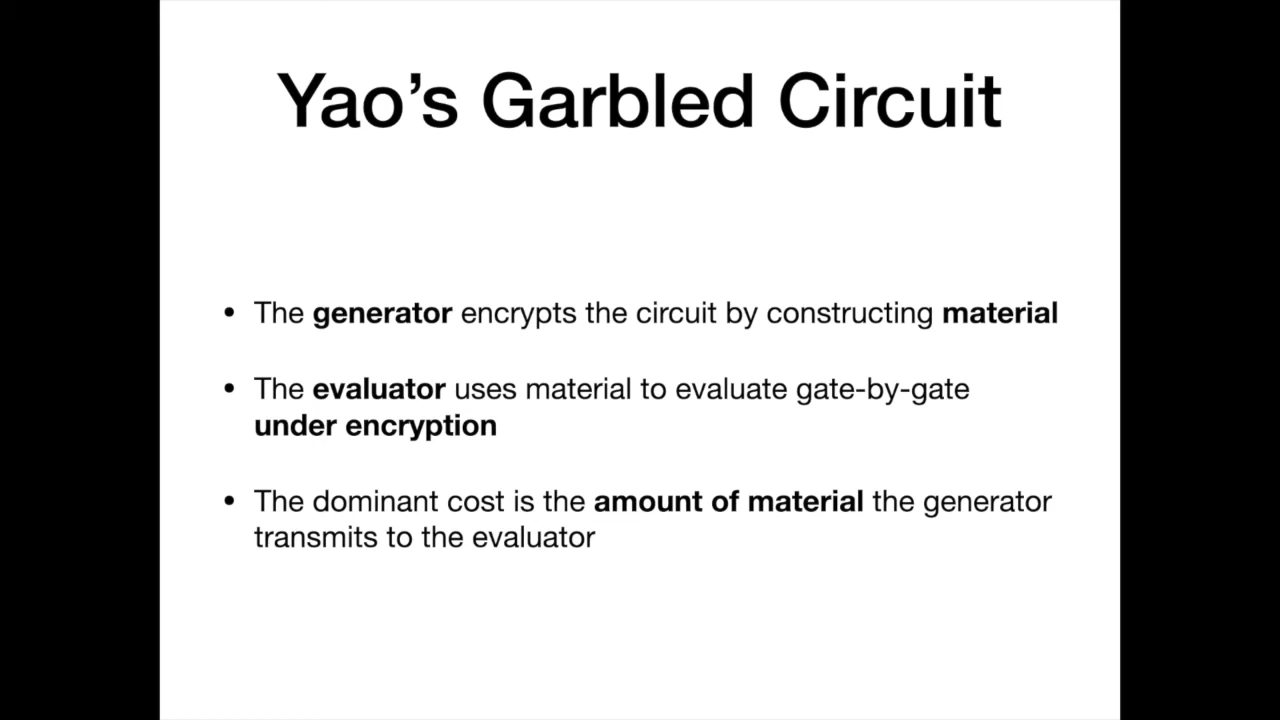 Yao’s Garbled Circuit
• The generator encrypts the circuit by constructing material
• The evaluator uses material to evaluate gate-by-gate
under encryption
• The dominant cost is the amount of material the generator
transmits to the evaluator